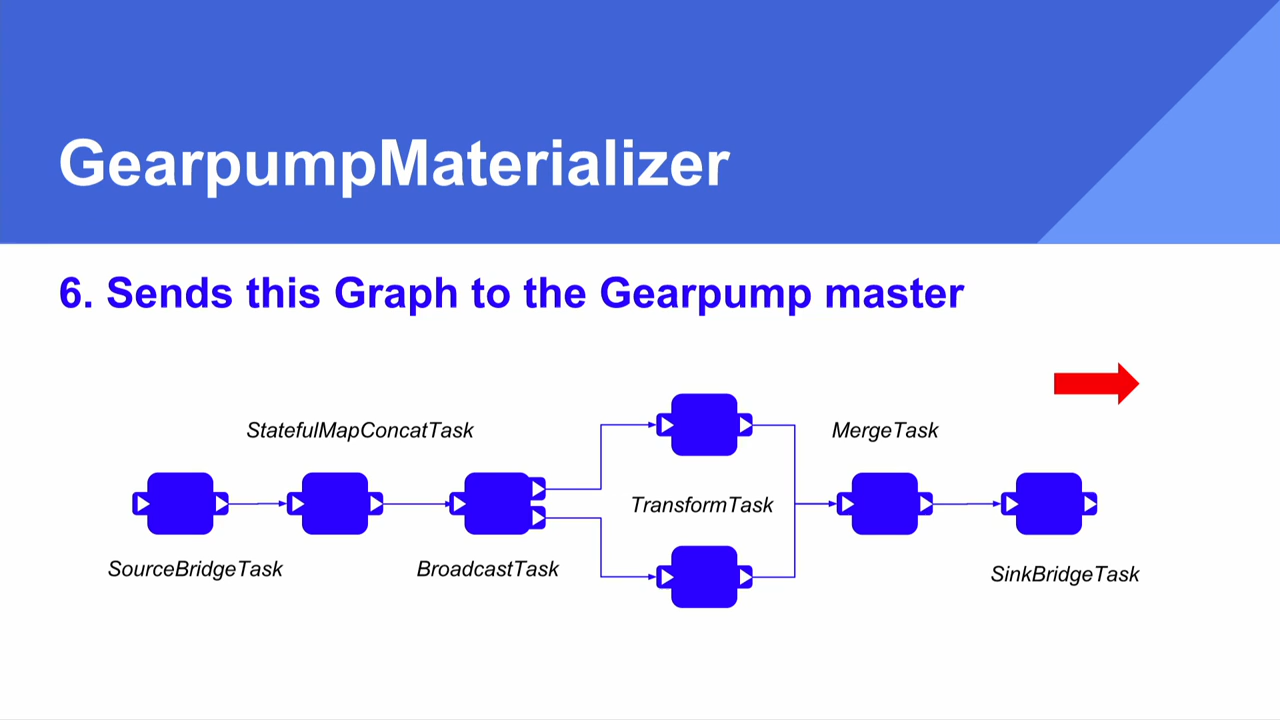 GearpumpMaterializer
6. Sends this Graph to the Gearpump master
StatefulMapConcatTask
MergeTask
TransformTask
SourceBridgeTask
BroadcastTask
SinkBridgeTask